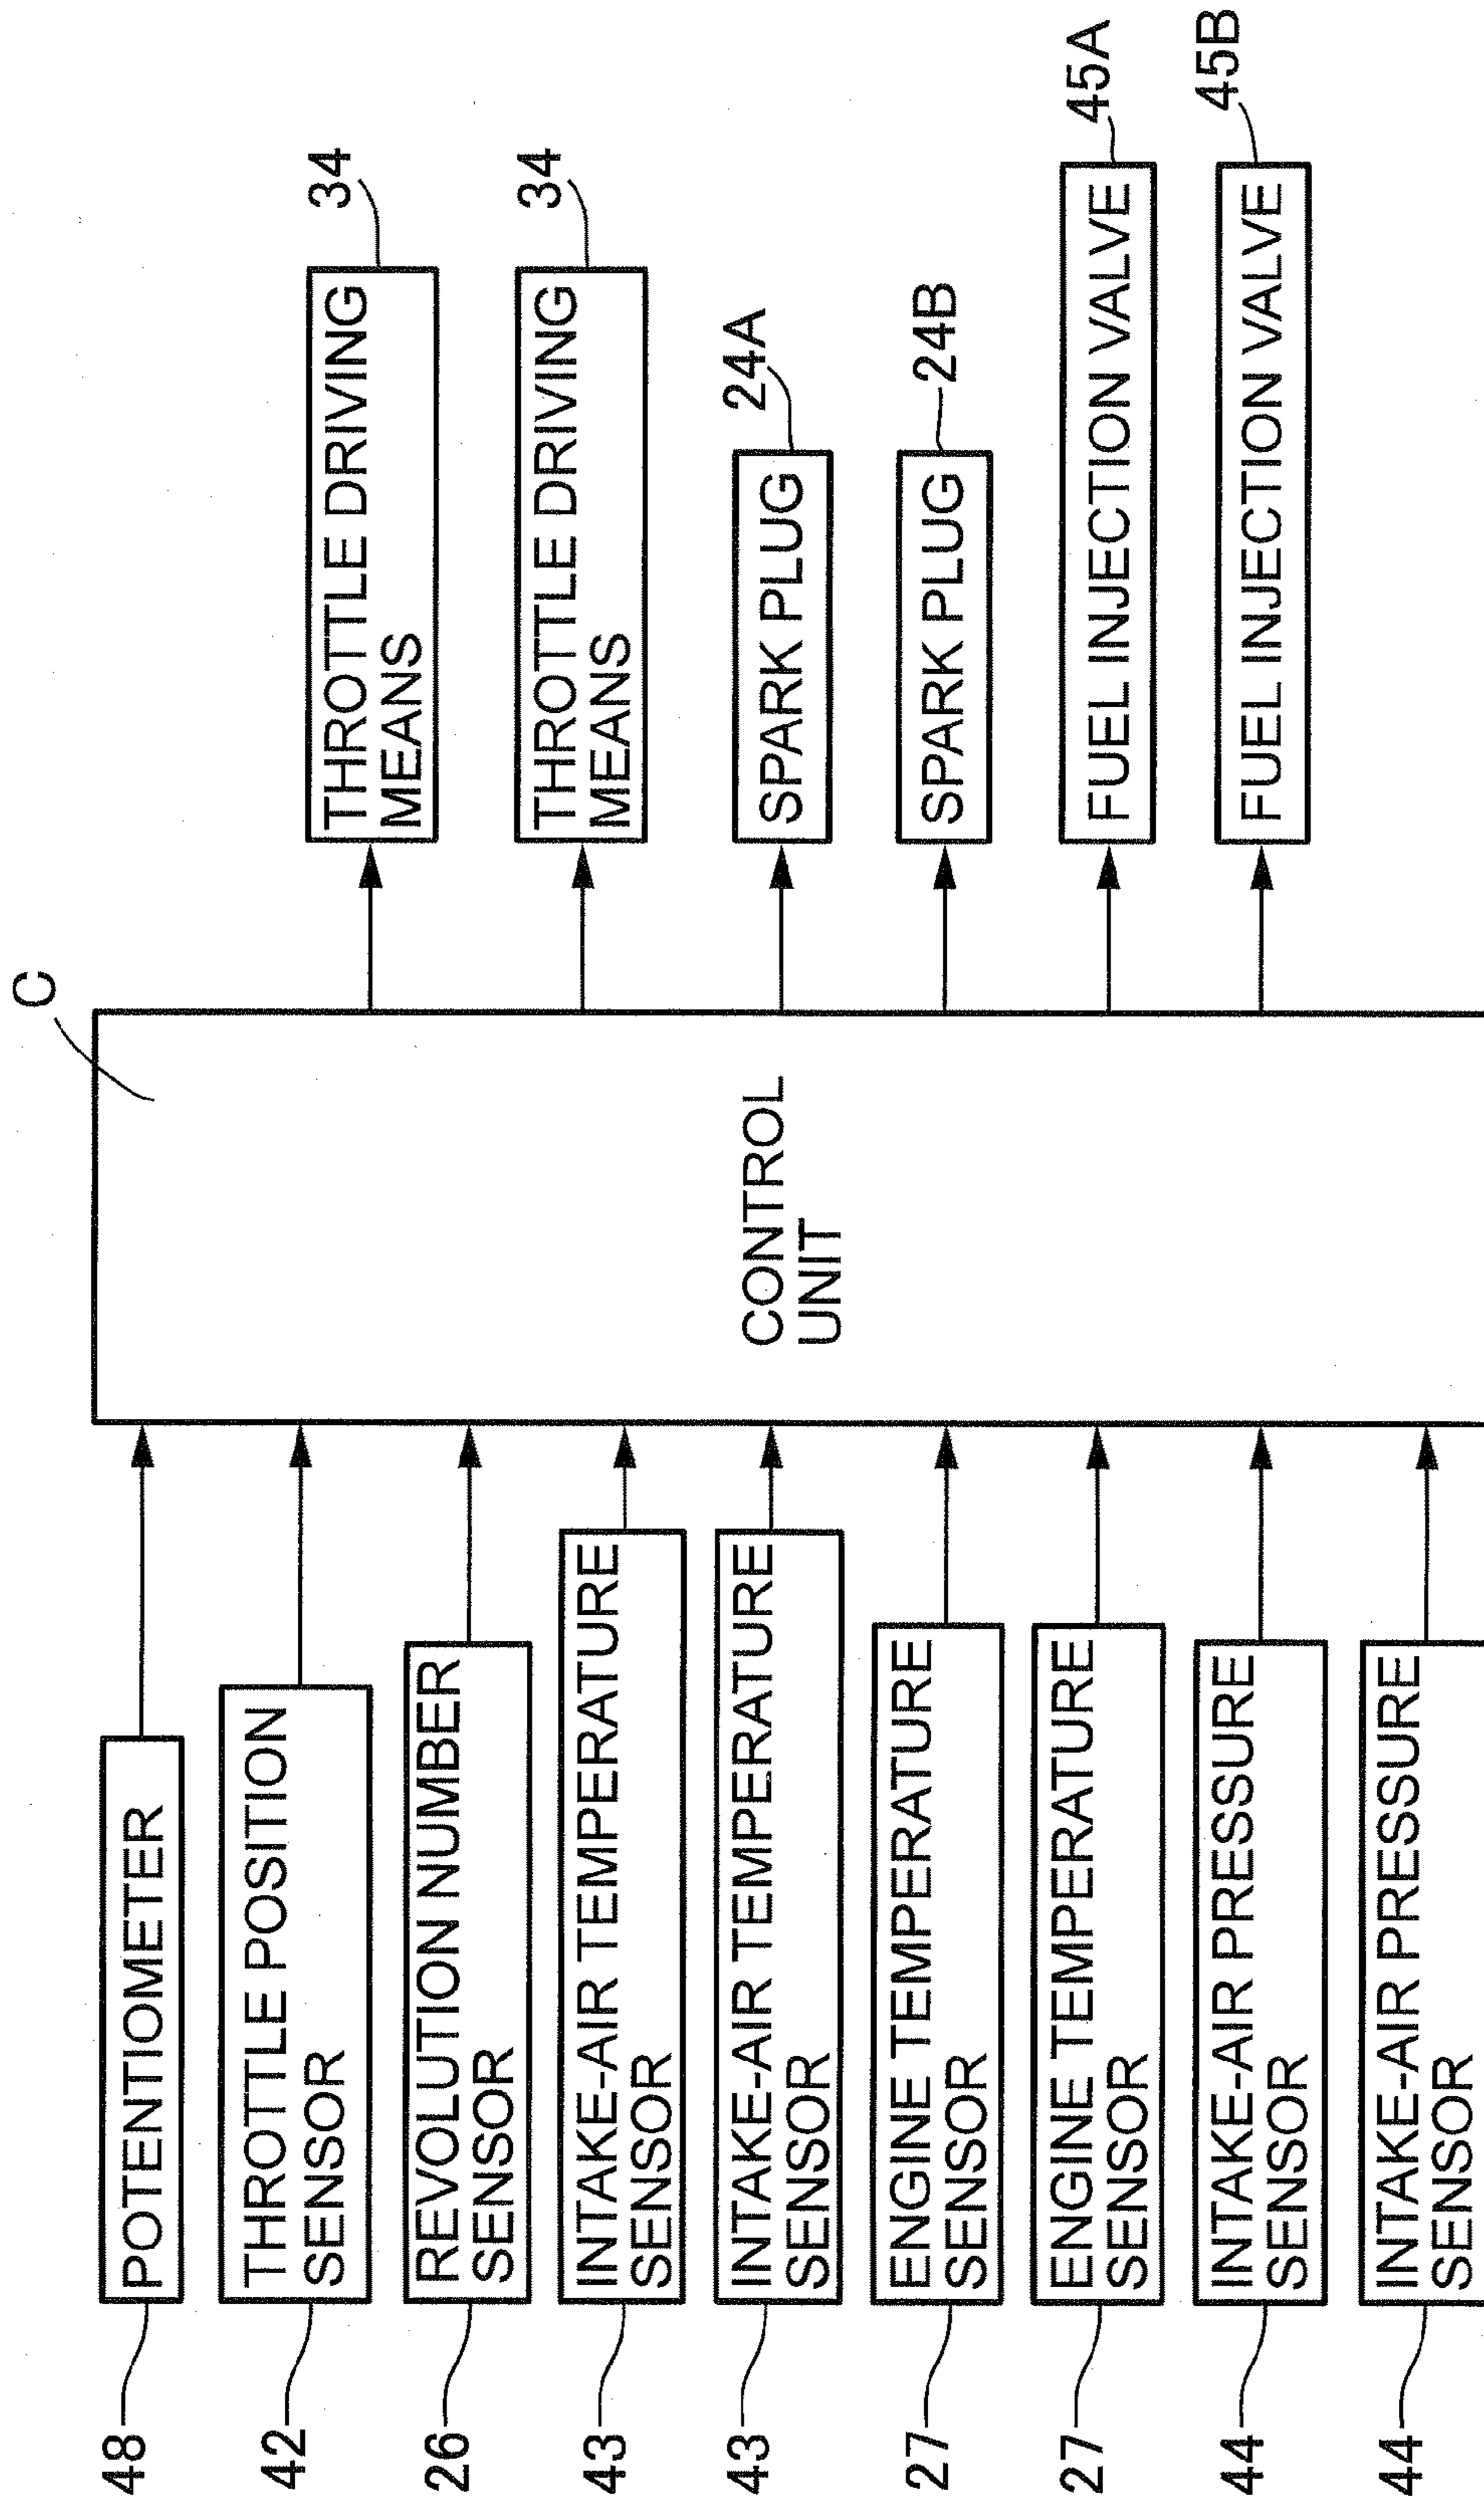 C
48
POTENTIOMETER
42
THROTTLE POSITION
SENSOR
26
REVOLUTION NUMBER
SENSOR
43
INTAKE-AIR TEMPERATURE
SENSOR
43
INTAKE-AIR TEMPERATURE
SENSOR
27
ENGINE TEMPERATURE
SENSOR
27
ENGINE TEMPERATURE
SENSOR
44
INTAKE-AIR PRESSURE
SENSOR
44
INTAKE-AIR PRESSURE
SENSOR
CONTROL
UNIT
THROTTLE DRIVING
MEANS
34
THROTTLE DRIVING
MEANS
34
SPARK PLUG
24A
SPARK PLUG
24B
FUEL INJECTION VALVE
45A
FUEL INJECTION VALVE
45B